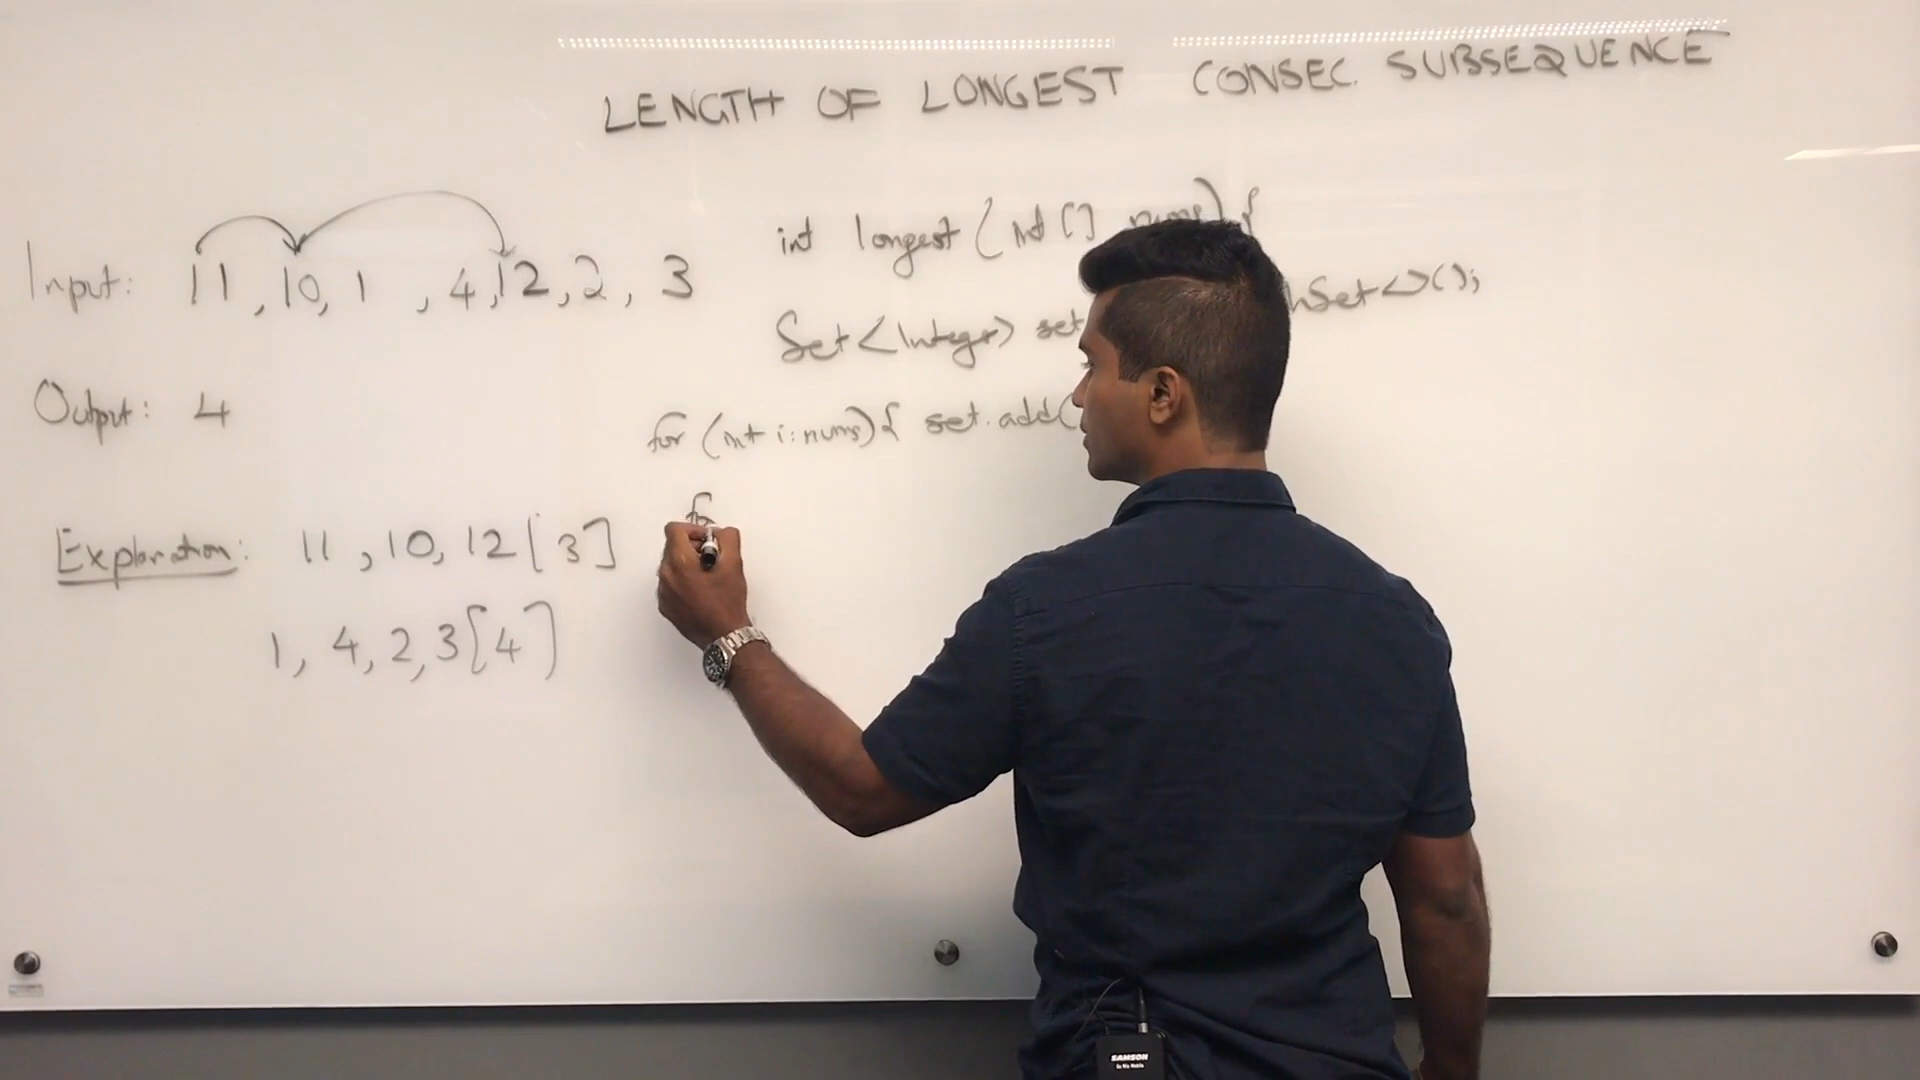 LENGTH OF LONGEST CONSEC. SUBSEQUENCE
Input: 11, 10, 1 , 4, 12, 2, 3
Output: 4
Explanation: 11, 10, 12 [3]
1, 4, 2, 3 [4]
int longest (int [] nums) {
Set<Integer> set hSet<>();
for (int i: nums) { set.add(
fo
SAMSON